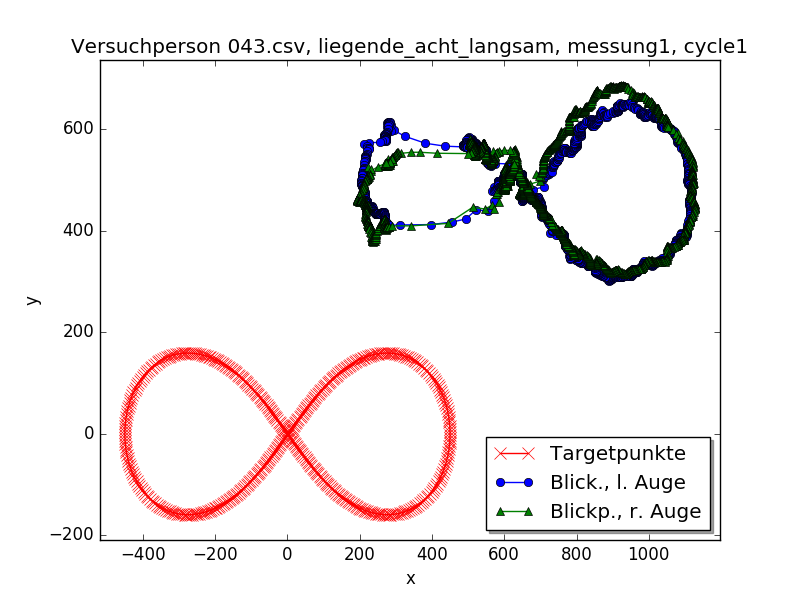 Versuchperson 043.csv, liegende_acht_langsam, messung1, cycle1
600
400
200
0
−200
y
−400
−200
0
200
400
600
800
1000
x
Targetpunkte
Blick., l. Auge
Blickp., r. Auge